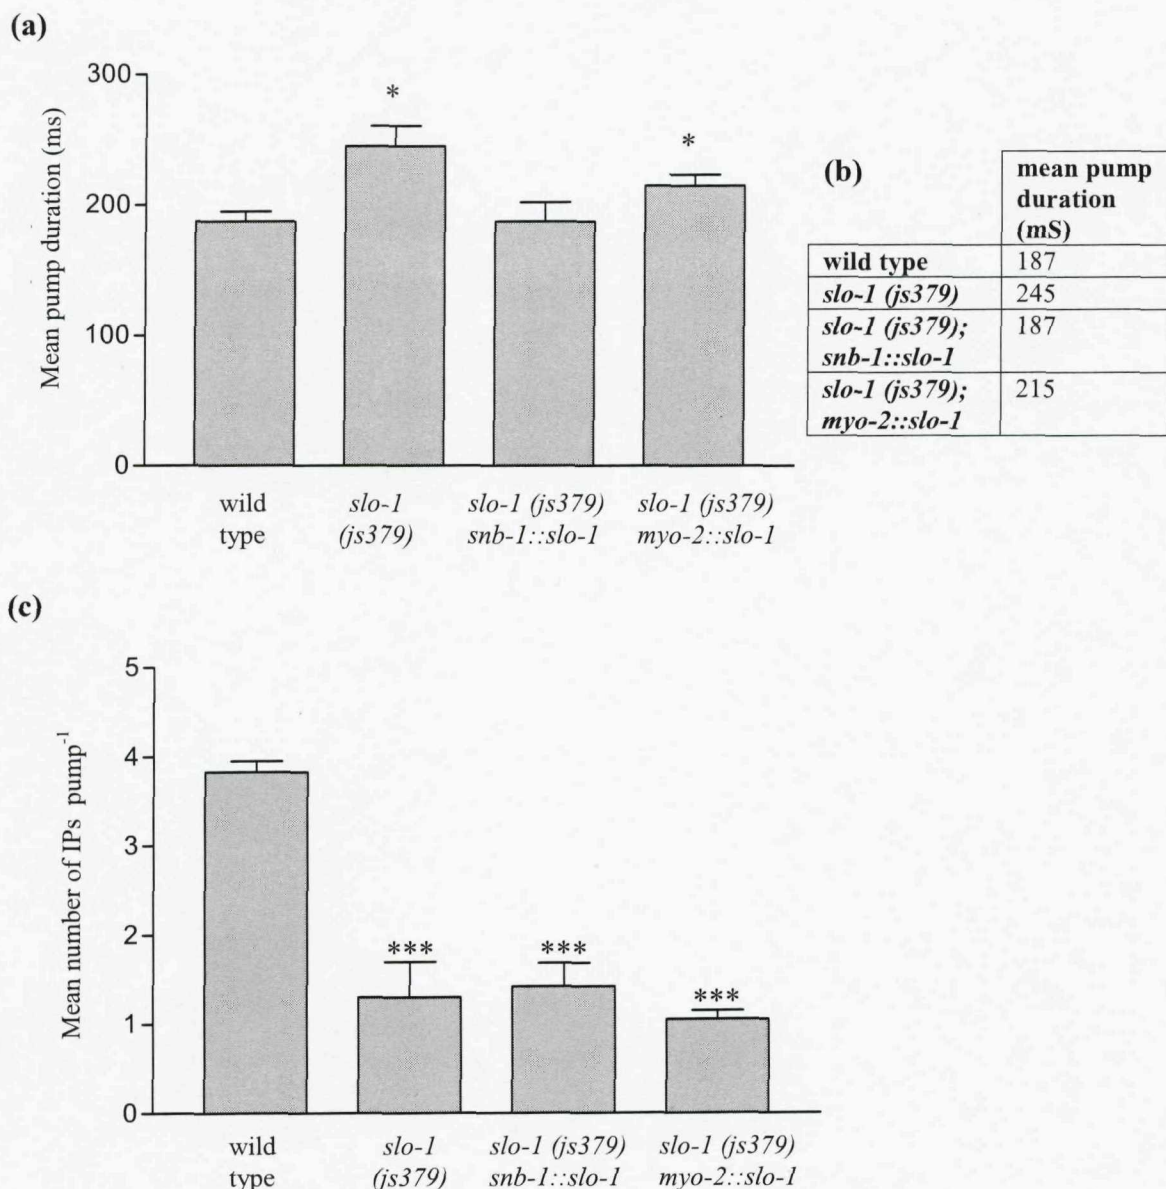 (a)
300
200
100
0
Mean pump duration (ms)
*
*
wild
type
slo-1
(js379)
slo-1 (js379)
snb-1::slo-1
slo-1 (js379)
myo-2::slo-1
(b)
mean pump
duration
(mS)
wild type 187
slo-1 (js379) 245
slo-1 (js379); 187
snb-1::slo-1
slo-1 (js379); 215
myo-2::slo-1
(c)
5
4
3
2
1
0
Mean number of IPs pump⁻¹
***
***
***
wild
type
slo-1
(js379)
slo-1 (js379)
snb-1::slo-1
slo-1 (js379)
myo-2::slo-1